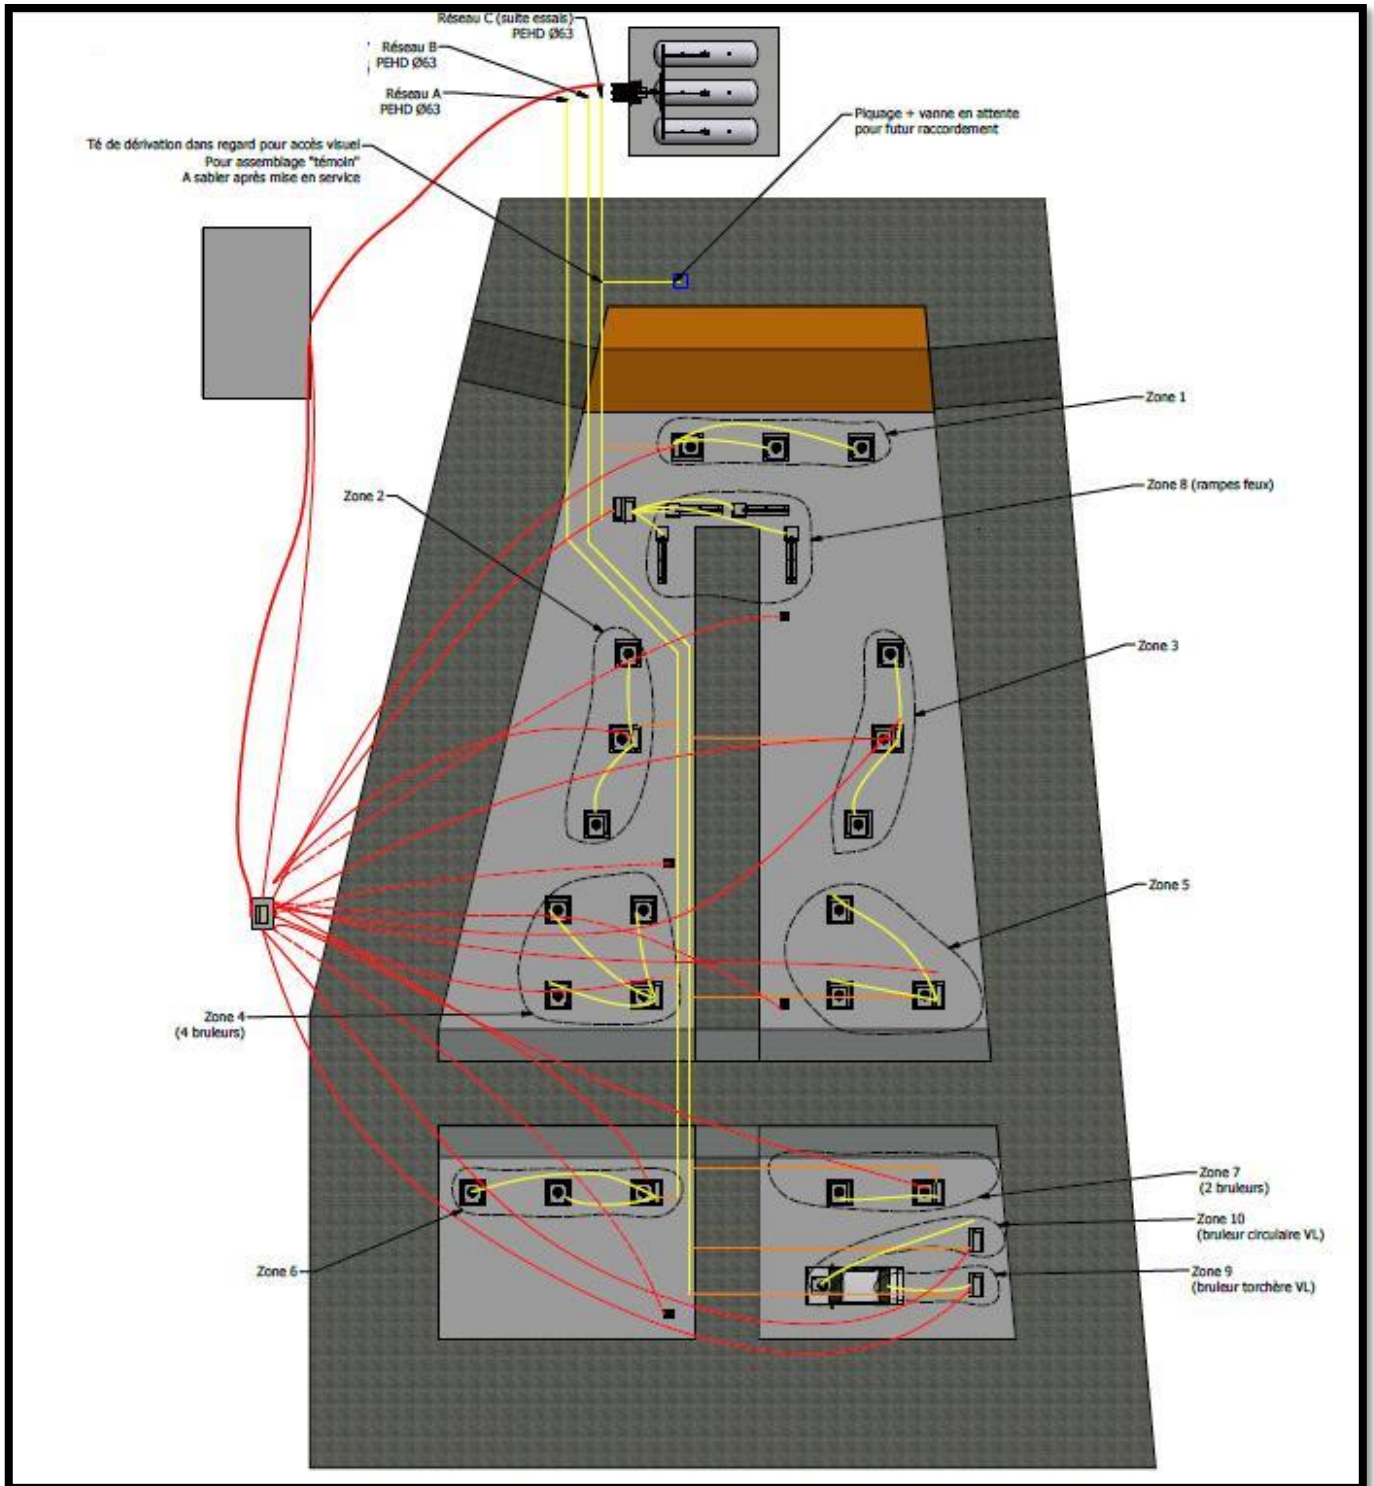 Réseau C (suite essais)
PEHD Ø63
Réseau B
PEHD Ø63
Réseau A
PEHD Ø63
Piquage + vanne en attente
pour futur raccordement
Té de dérivation dans regard pour accès visuel
Pour assemblage "témoin"
A sabler après mise en service
Zone 1
Zone 8 (rampes feux)
Zone 2
Zone 3
Zone 5
Zone 4
(4 bruleurs)
Zone 7
(2 bruleurs)
Zone 10
(bruleur circulaire VL)
Zone 9
(bruleur torchère VL)
Zone 6